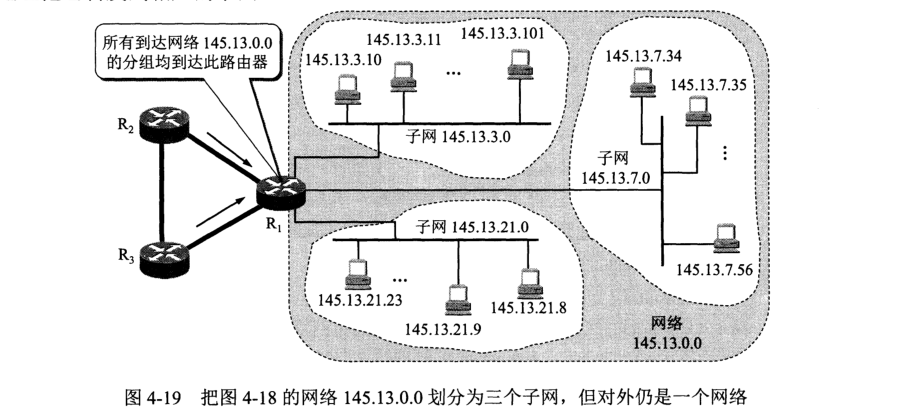 所有到达网络 145.13.0.0
的分组均到达此路由器
145.13.3.10
145.13.3.11
145.13.3.101
…
子网 145.13.3.0
145.13.7.34
145.13.7.35
…
子网
145.13.7.0
145.13.7.56
R2
R1
R3
子网 145.13.21.0
…
145.13.21.23
145.13.21.9
145.13.21.8
网络
145.13.0.0
图 4-19 把图 4-18 的网络 145.13.0.0 划分为三个子网，但对外仍是一个网络